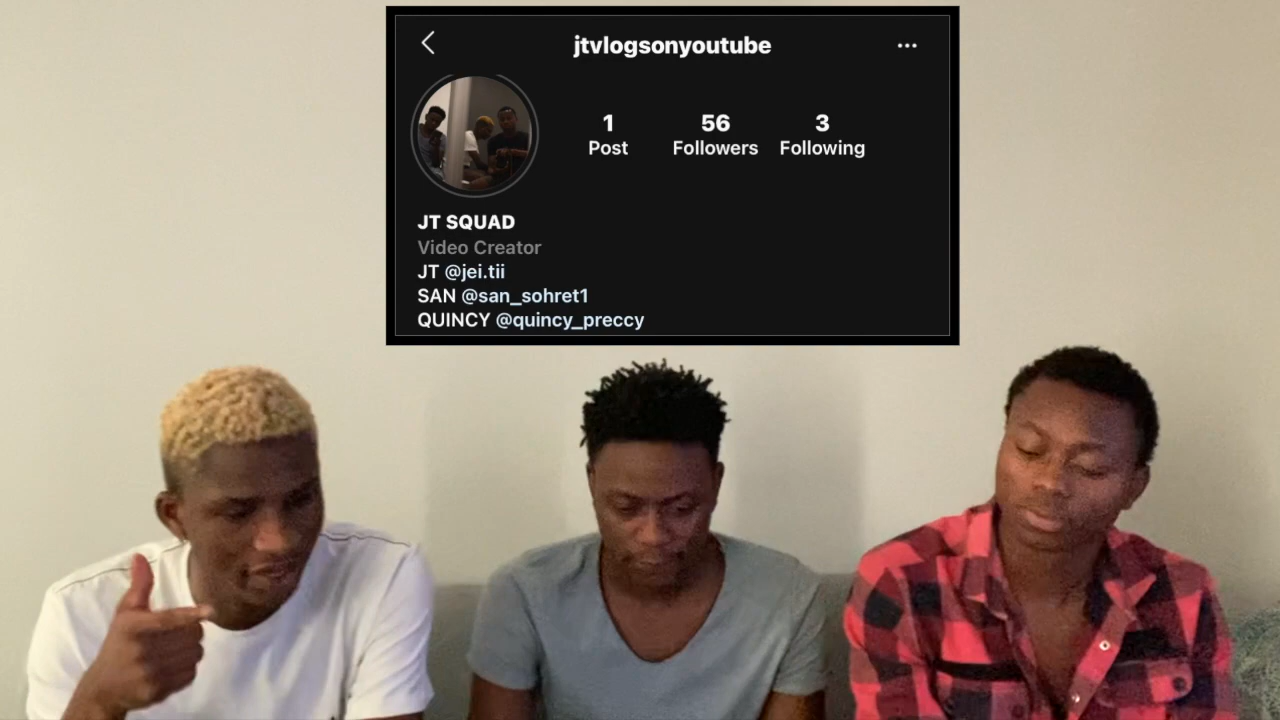 jtvlogsonyoutube
1 56 3
Post Followers Following
JT SQUAD
Video Creator
JT @jei.tii
SAN @san_sohret1
QUINCY @quincy_preccy